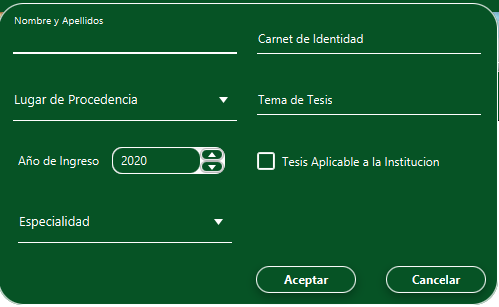 Nombre y Apellidos
Carnet de Identidad
Lugar de Procedencia
Tema de Tesis
Año de Ingreso
2020
Tesis Aplicable a la Institucion
Especialidad
Aceptar
Cancelar